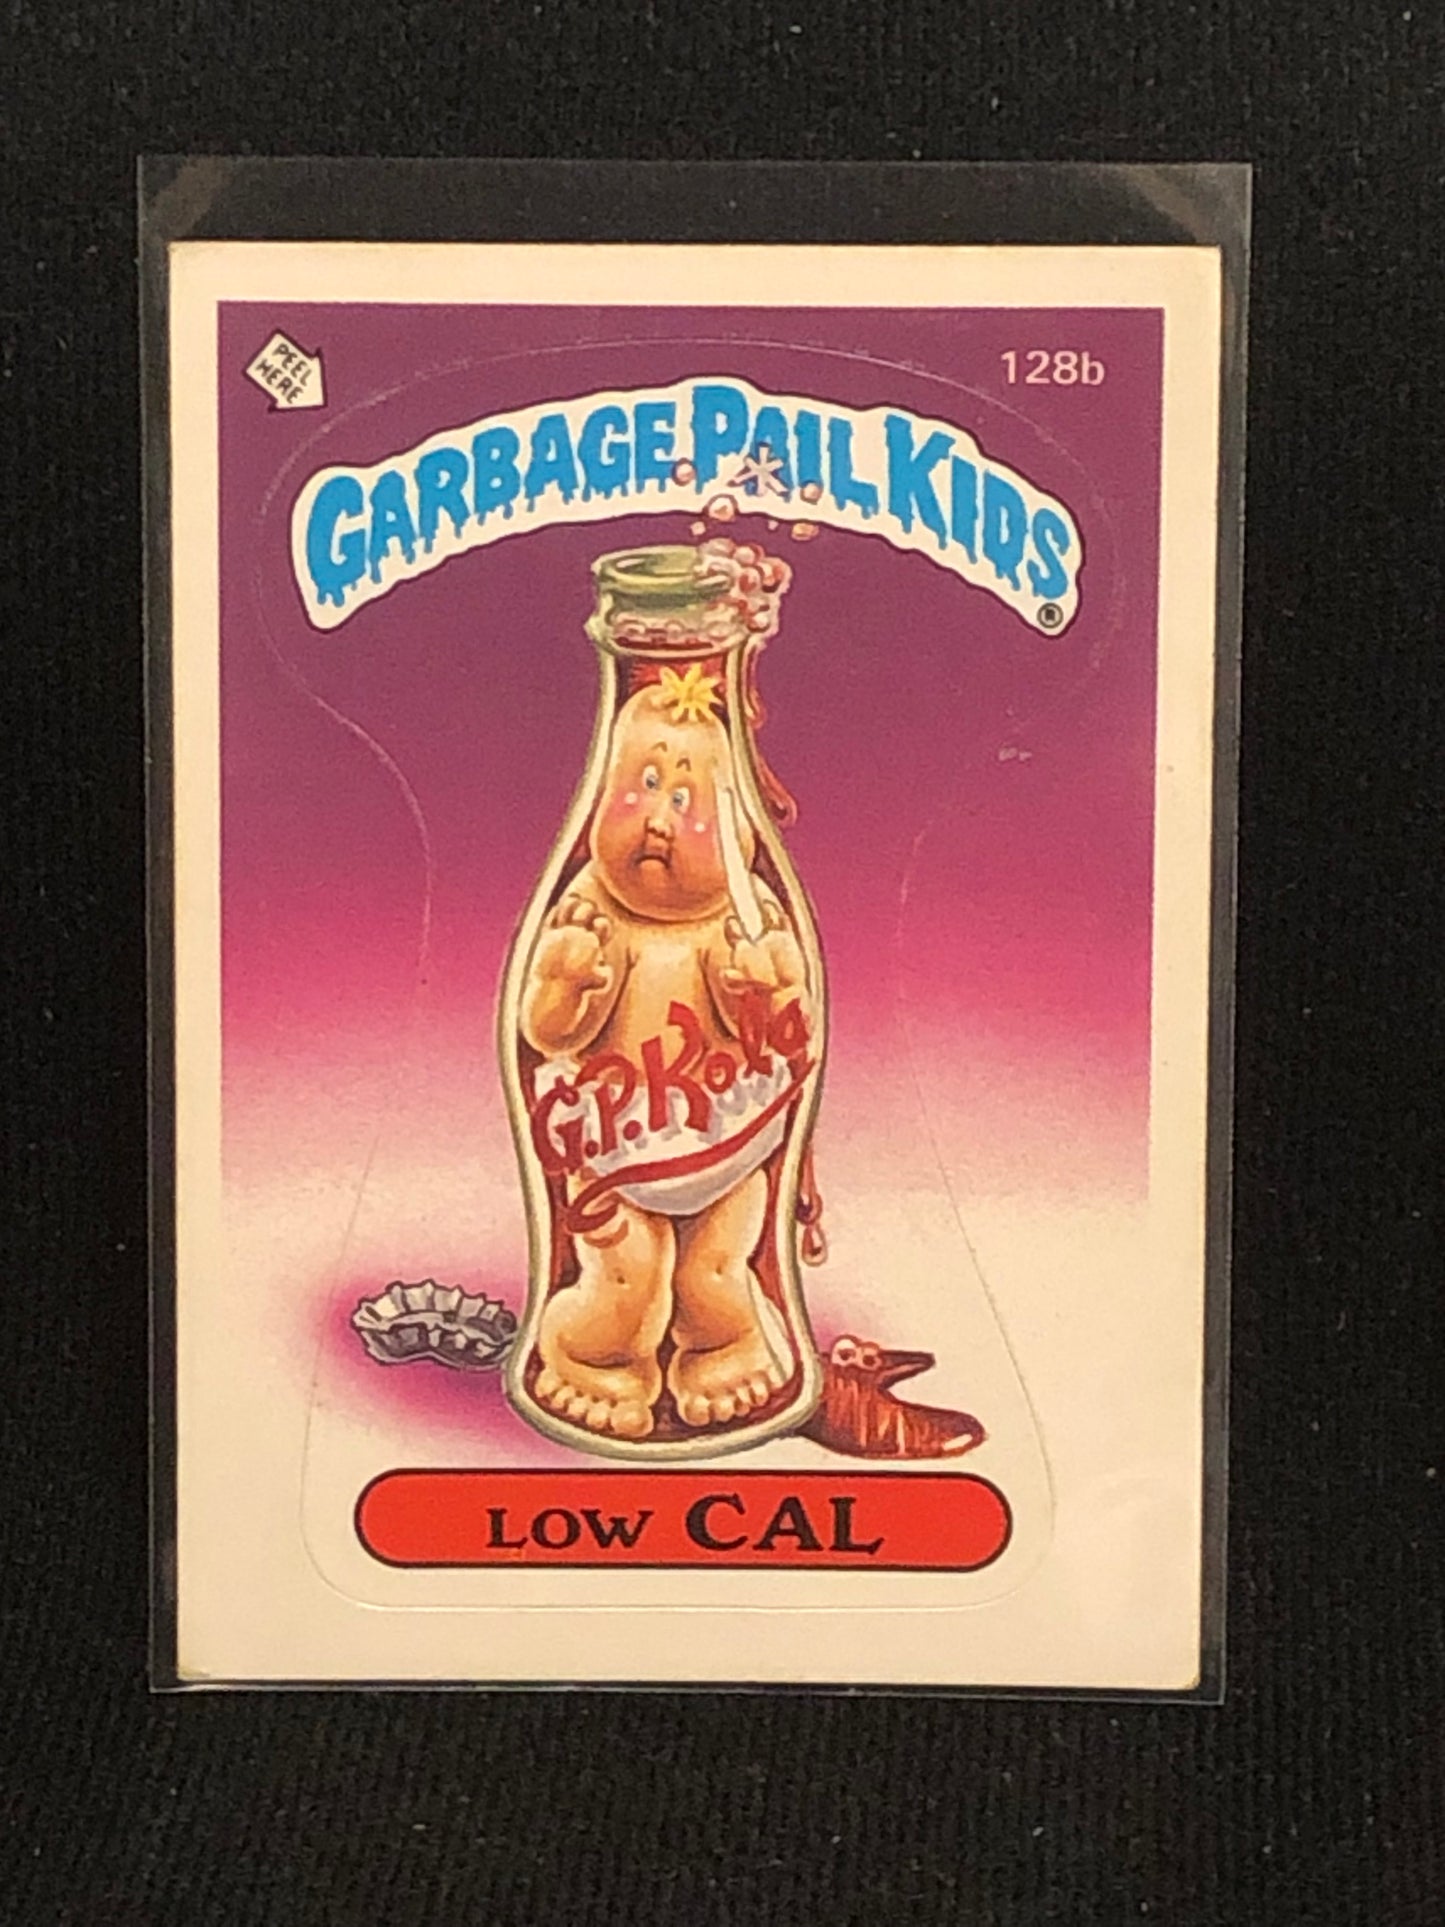 PEEL
HERE
128b
GARBAGE PAIL KIDS
®
G.P. Kola
LOW CAL